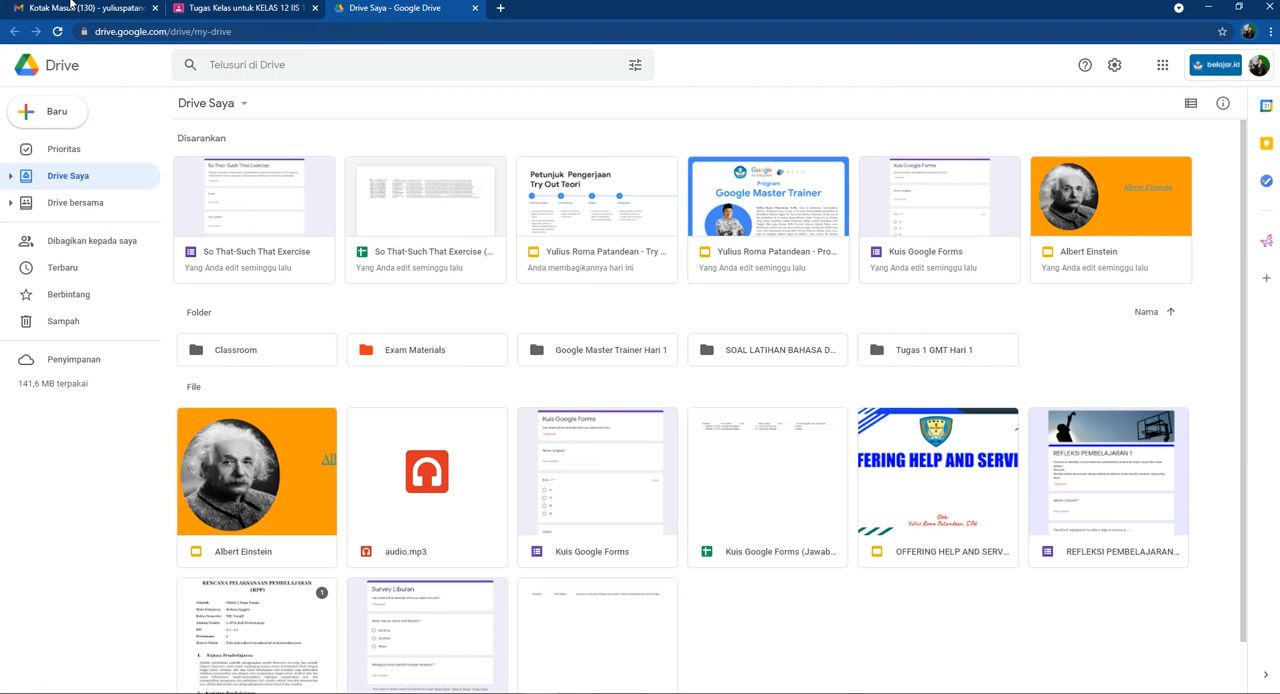 Kotak Masuk (130) - yuliuspatand
Tugas Kelas untuk KELAS 12 IIS 1
Drive Saya - Google Drive
drive.google.com/drive/my-drive
Drive
Telusuri di Drive
belajar.id
Baru
Drive Saya
Disarankan
Prioritas
Drive Saya
Drive bersama
Dibagikan kepada saya
Terbaru
Berbintang
Sampah
Penyimpanan
141,6 MB terpakai
So That-Such That Exercise
Petunjuk Pengerjaan
Try Out Teori
Google
for Education
Program
Google Master Trainer
Kuis Google Forms
Albert Einstein
So That-Such That Exercise
Yang Anda edit seminggu lalu
So That-Such That Exercise (...
Yang Anda edit seminggu lalu
Yulius Roma Patandean - Try ...
Anda membagikannya hari ini
Yulius Roma Patandean - Pro...
Yang Anda edit seminggu lalu
Kuis Google Forms
Yang Anda edit seminggu lalu
Albert Einstein
Yang Anda edit seminggu lalu
Folder
Nama
Classroom
Exam Materials
Google Master Trainer Hari 1
SOAL LATIHAN BAHASA D...
Tugas 1 GMT Hari 1
File
Alb
Kuis Google Forms
FERING HELP AND SERVI
Oleh:
Yulius Roma Patandean, S.Pd
REFLEKSI PEMBELAJARAN 1
Albert Einstein
audio.mp3
Kuis Google Forms
Kuis Google Forms (Jawab...
OFFERING HELP AND SERV...
REFLEKSI PEMBELAJARAN...
RENCANA PELAKSANAAN PEMBELAJARAN
(RPP)
1
Survey Liburan